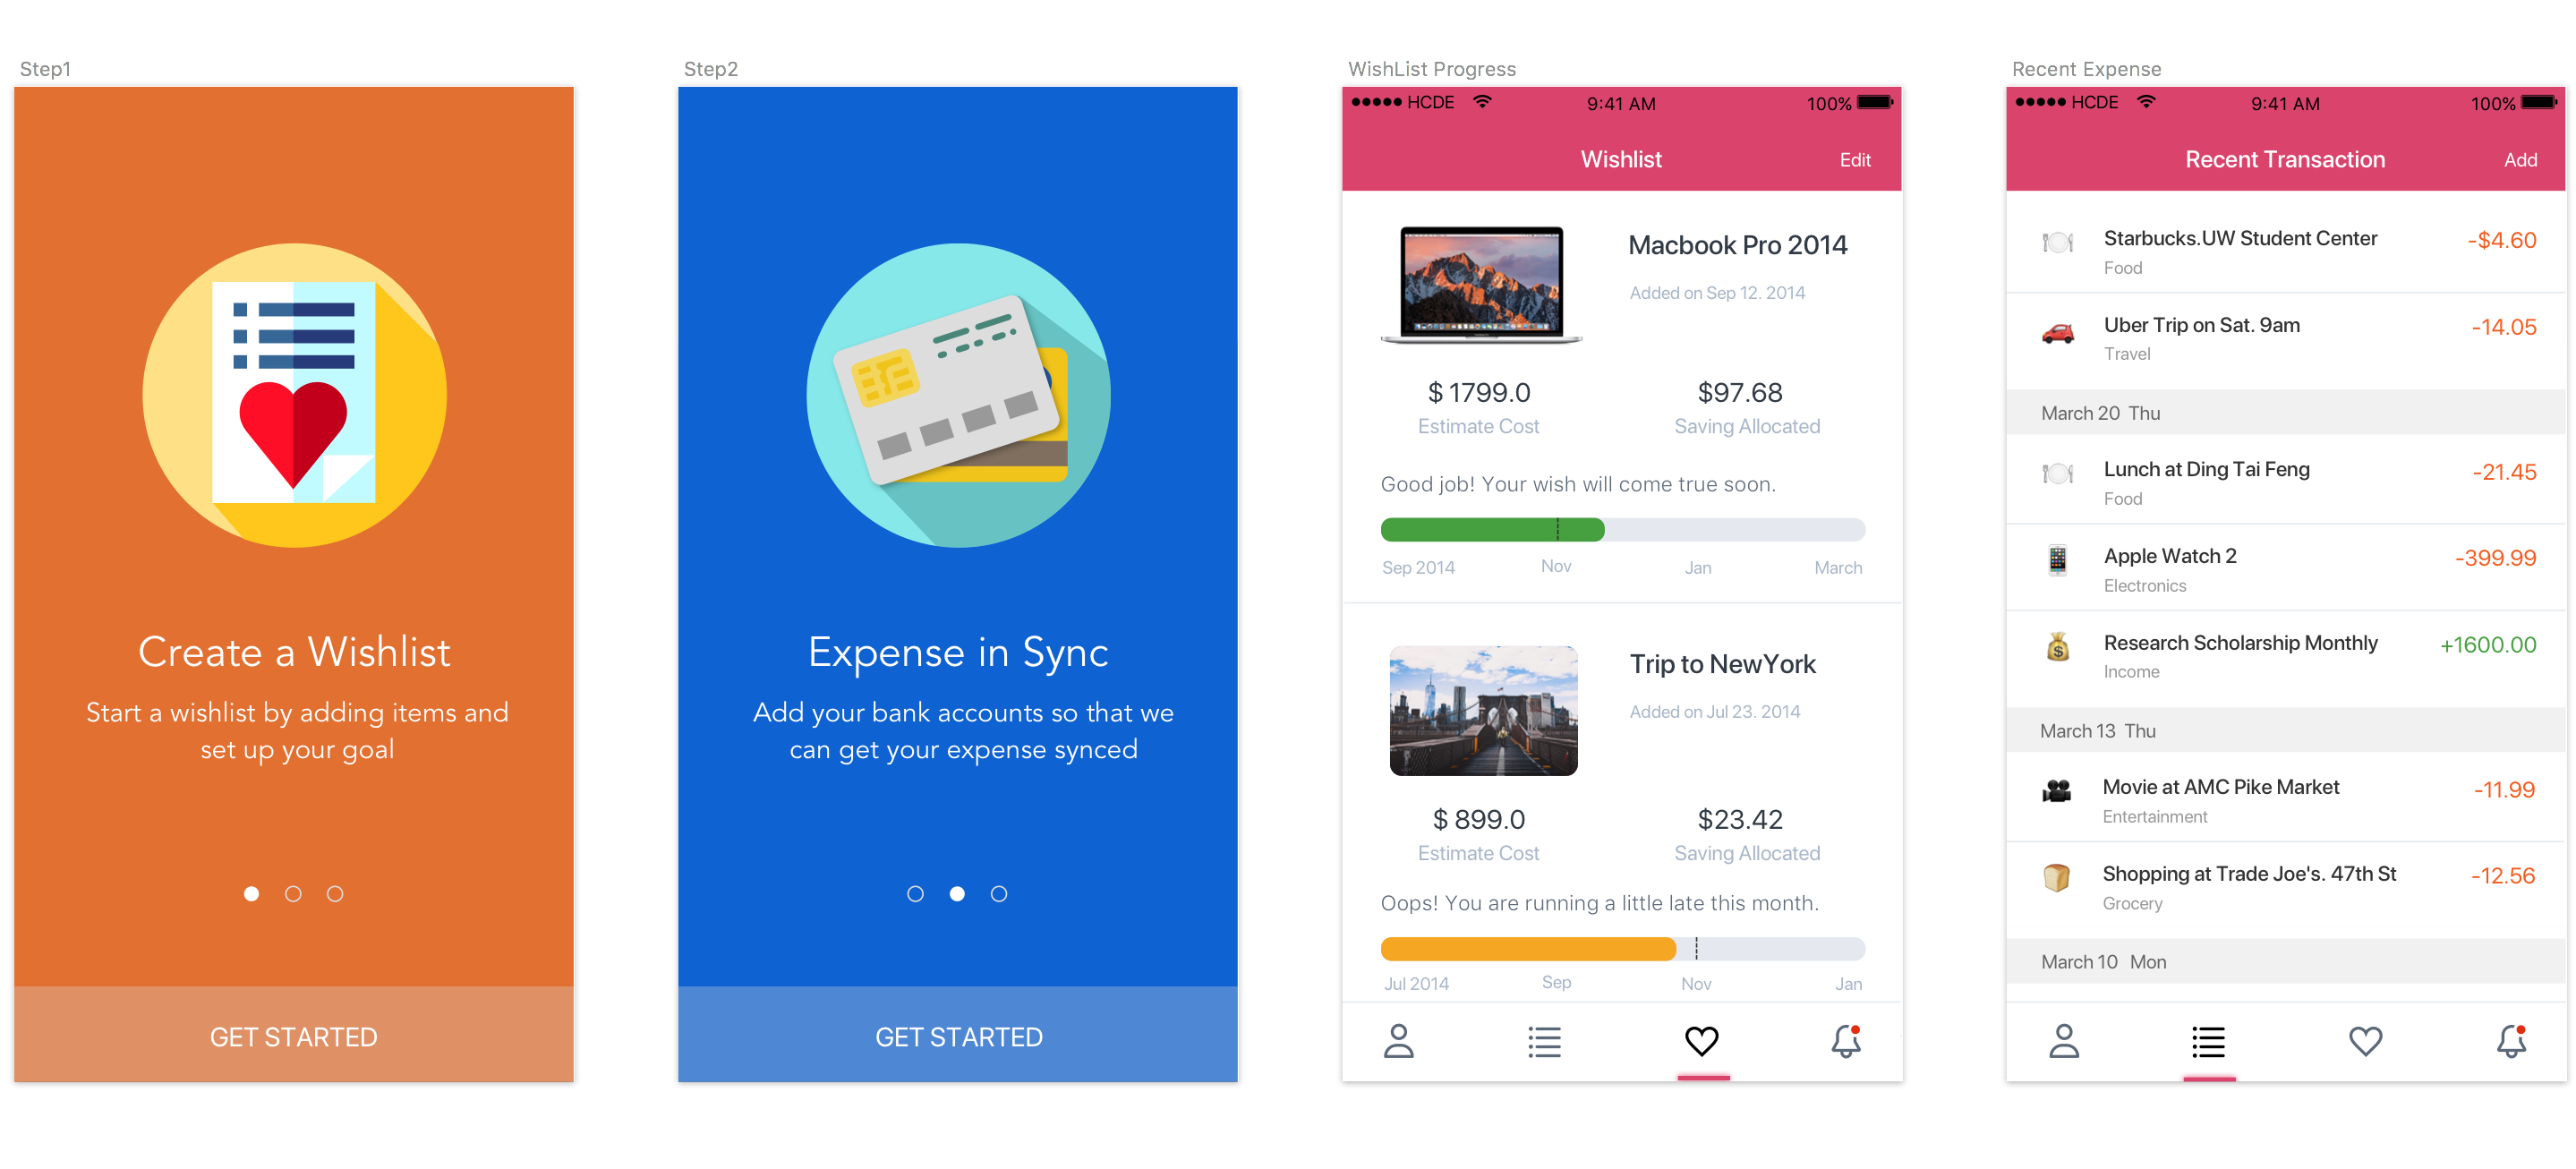 Step1
Create a Wishlist
Start a wishlist by adding items and
set up your goal
GET STARTED
Step2
Expense in Sync
Add your bank accounts so that we
can get your expense synced
GET STARTED
WishList Progress
HCDE 9:41 AM 100%
Wishlist Edit
Macbook Pro 2014
Added on Sep 12. 2014
$ 1799.0 $97.68
Estimate Cost Saving Allocated
Good job! Your wish will come true soon.
Sep 2014 Nov Jan March
Trip to NewYork
Added on Jul 23. 2014
$ 899.0 $23.42
Estimate Cost Saving Allocated
Oops! You are running a little late this month.
Jul 2014 Sep Nov Jan
Recent Expense
HCDE 9:41 AM 100%
Recent Transaction Add
Starbucks.UW Student Center -$4.60
Food
Uber Trip on Sat. 9am -14.05
Travel
March 20 Thu
Lunch at Ding Tai Feng -21.45
Food
Apple Watch 2 -399.99
Electronics
Research Scholarship Monthly +1600.00
Income
March 13 Thu
Movie at AMC Pike Market -11.99
Entertainment
Shopping at Trade Joe's. 47th St -12.56
Grocery
March 10 Mon